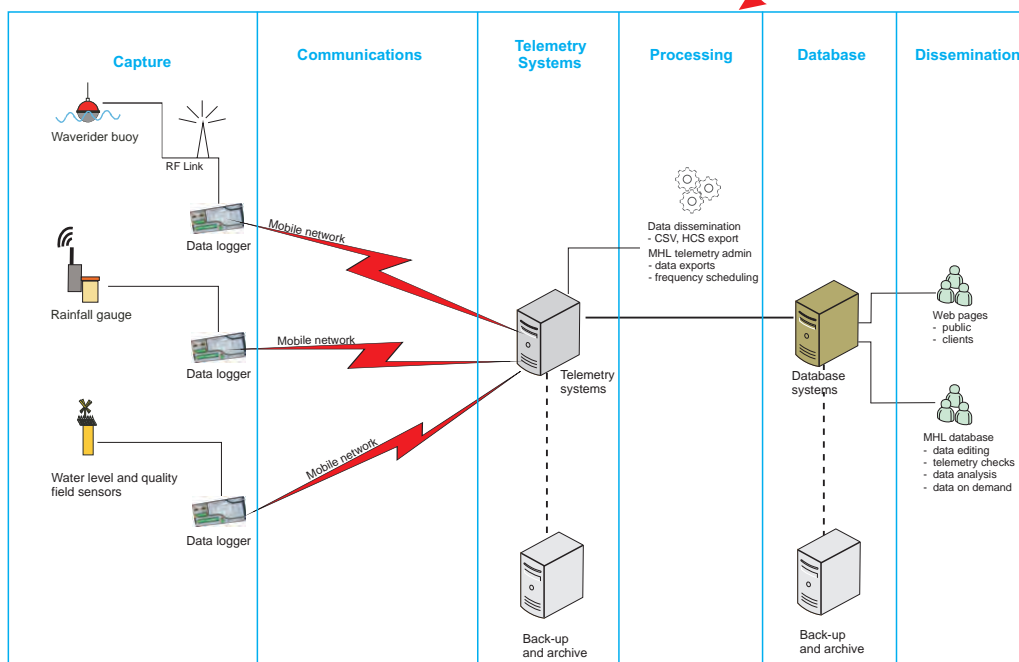 Capture
Communications
Telemetry
Systems
Processing
Database
Dissemination
Waverider buoy
RF Link
Data logger
Mobile network
Rainfall gauge
Data logger
Mobile network
Water level and quality
field sensors
Data logger
Mobile network
Telemetry
systems
Back-up
and archive
Data dissemination
- CSV, HCS export
MHL telemetry admin
- data exports
- frequency scheduling
Database
systems
Back-up
and archive
Web pages
- public
- clients
MHL database
- data editing
- telemetry checks
- data analysis
- data on demand